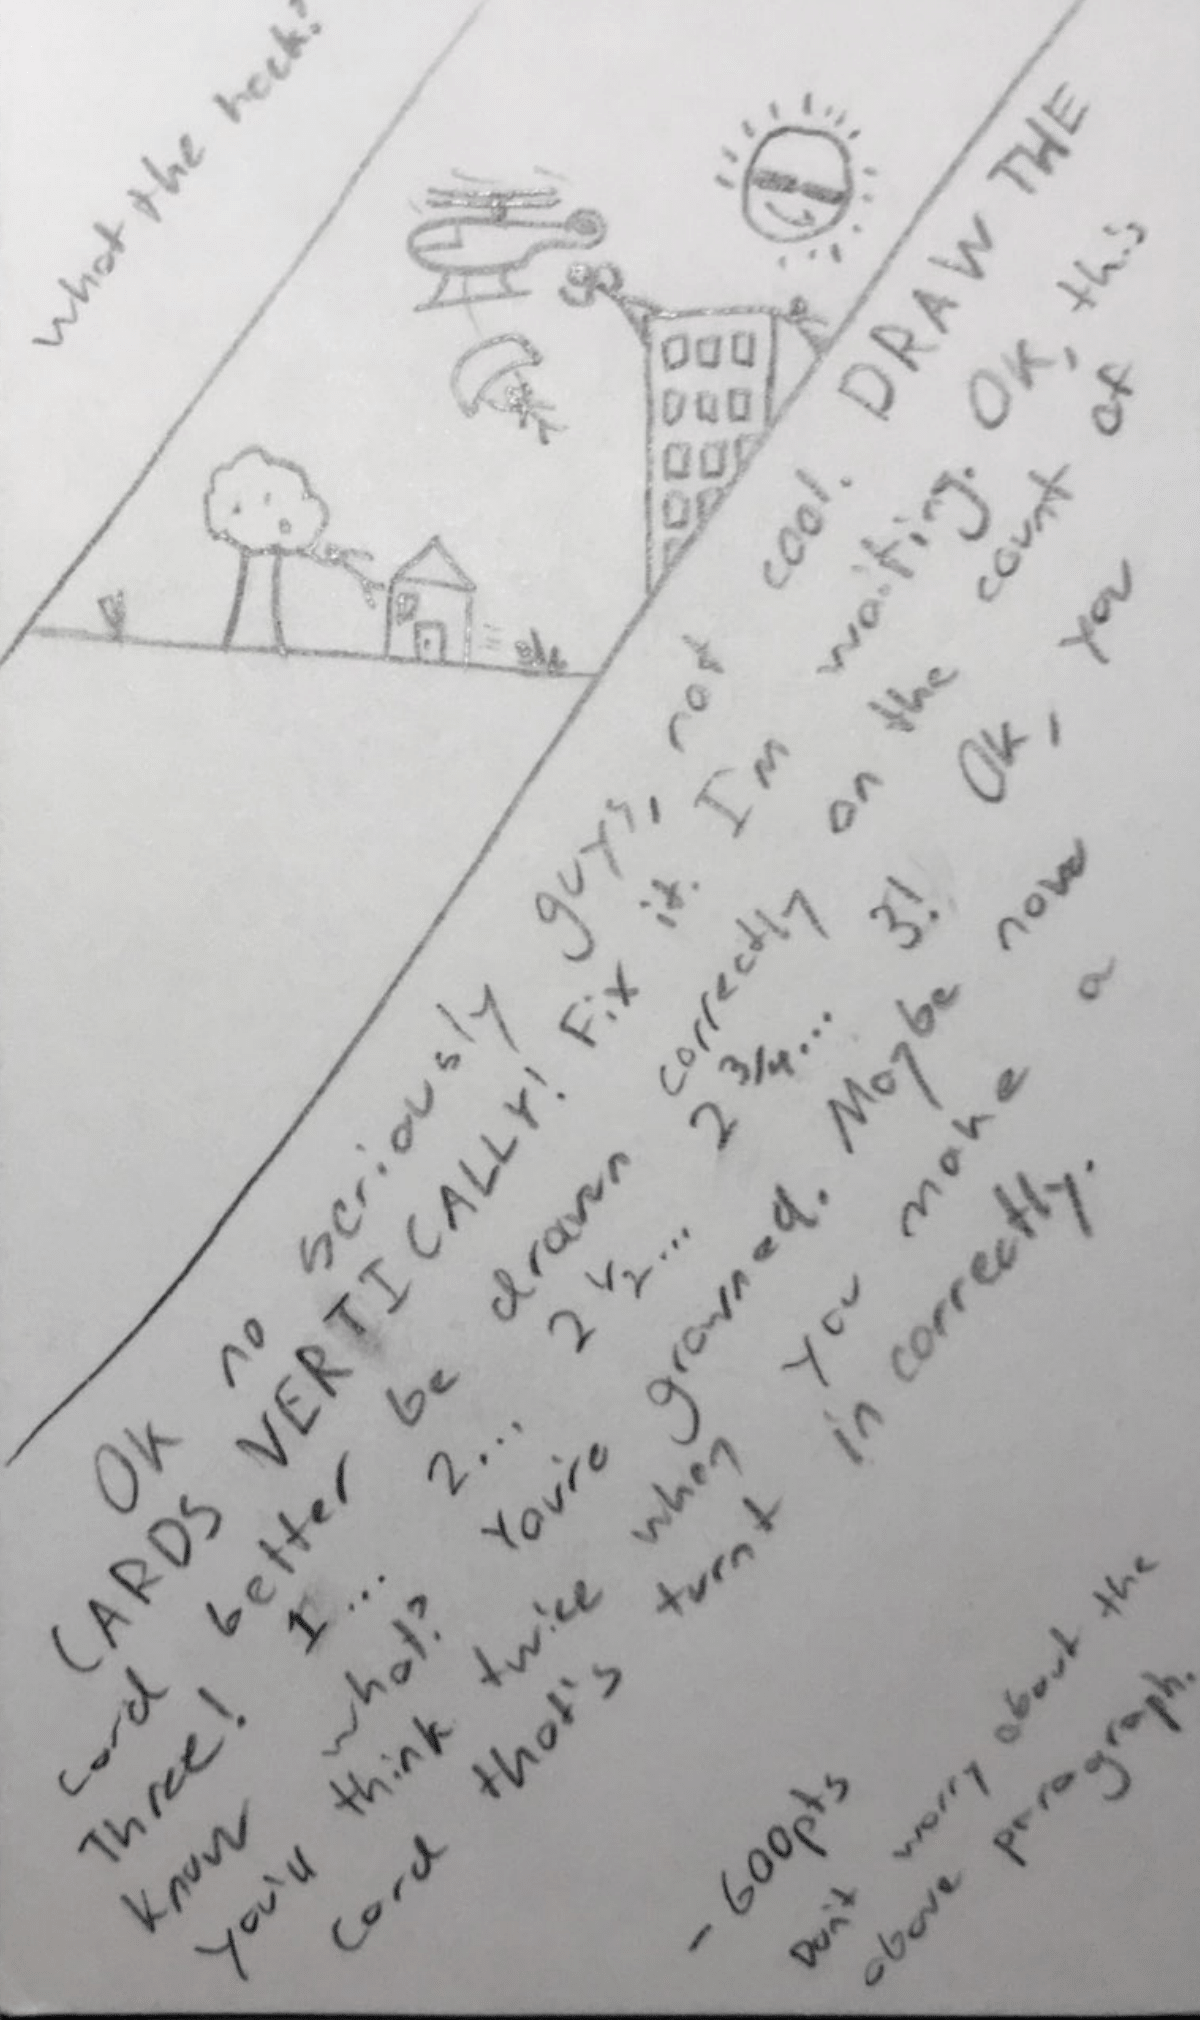 What the heck?
OK no seriously guys, not cool. DRAW THE
CARDS VERTICALLY! Fix it. I'm waiting. OK, this
card better be drawn correctly on the count of
Three! 1... 2... 2 1/2... 2 3/4... 3! OK, you
know what? You're grouned. Maybe now
you'll think twice when you make a
card that's turnt in correctly.
-600pts
Don't worry about the
above paragraph.